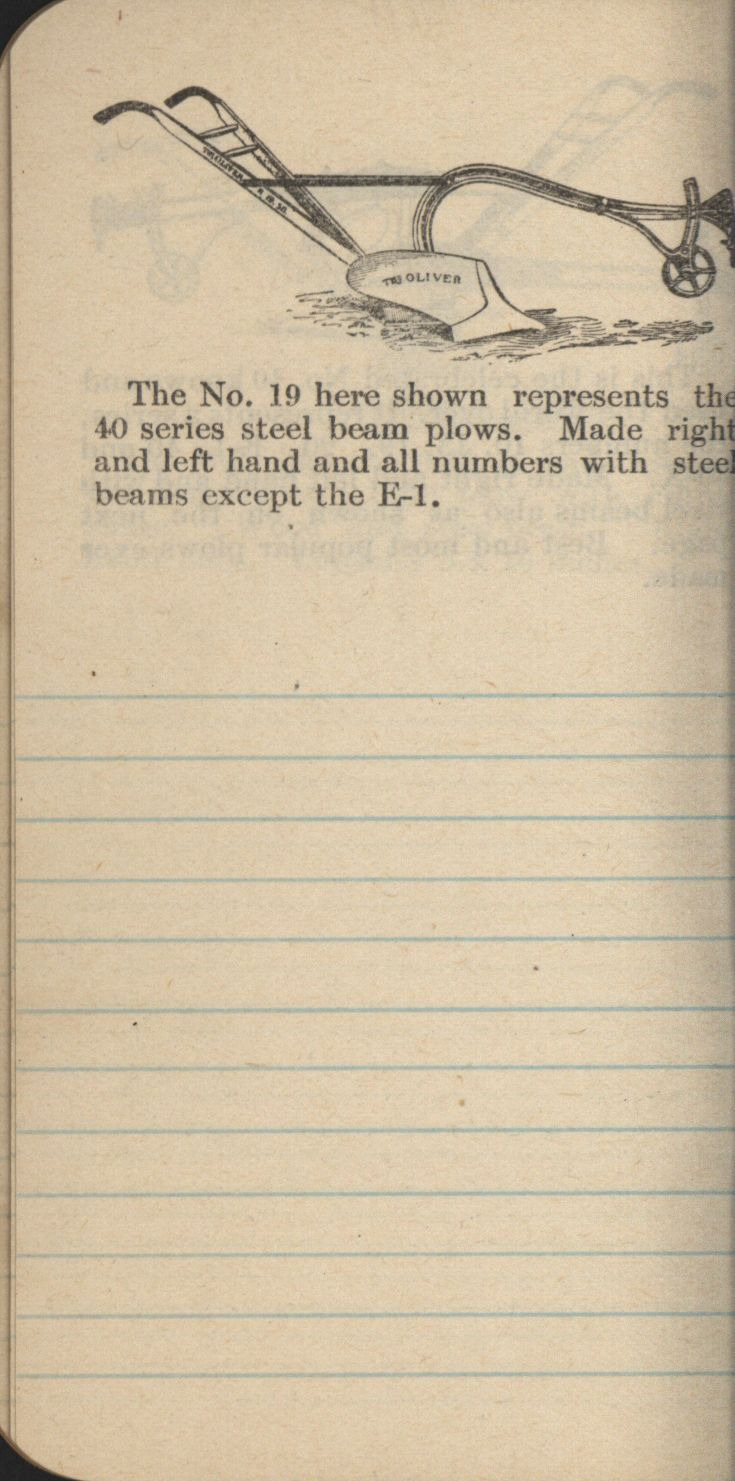 OLIVER
The No. 19 here shown represents the
40 series steel beam plows. Made right
and left hand and all numbers with steel
beams except the E-1.